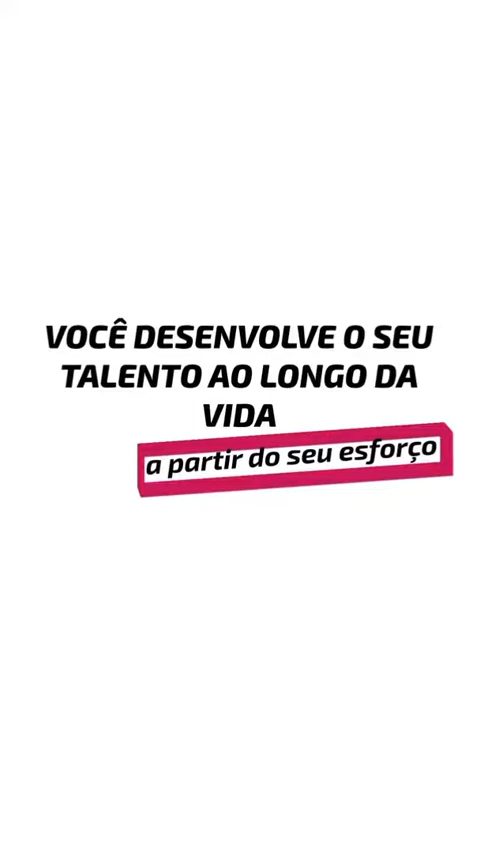 VOCÊ DESENVOLVE O SEU
TALENTO AO LONGO DA
VIDA
a partir do seu esforço